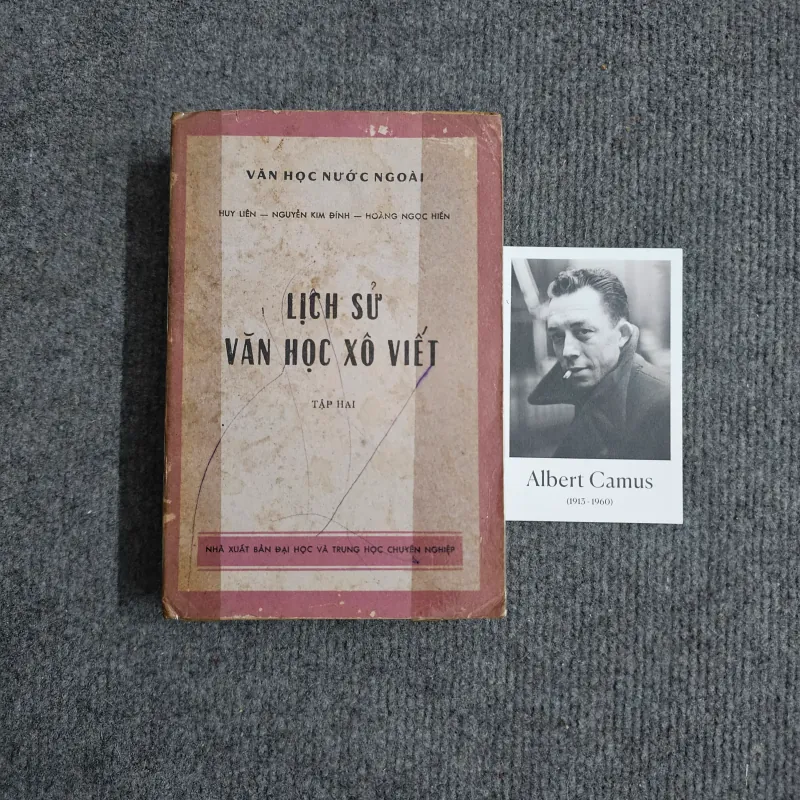 VĂN HỌC NƯỚC NGOÀI
HUY LIÊN — NGUYỄN KIM ĐÍNH — HOÀNG NGỌC HIẾN
LỊCH SỬ
VĂN HỌC XÔ VIẾT
TẬP HAI
NHÀ XUẤT BẢN ĐẠI HỌC VÀ TRUNG HỌC CHUYÊN NGHIỆP
Albert Camus
(1913 - 1960)